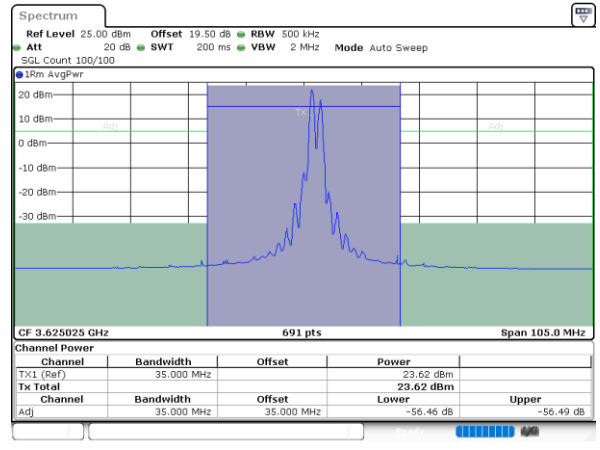 Spectrum
Ref Level 25.00 dBm Offset 19.50 dB RBW 500 kHz
Att 20 dB SWT 200 ms VBW 2 MHz Mode Auto Sweep
SGL Count 100/100
1Rm AvgPwr
20 dBm
TX1
10 dBm
Adj Adj
0 dBm
-10 dBm
-20 dBm
-30 dBm
CF 3.625025 GHz 691 pts Span 105.0 MHz
Channel Power
Channel Bandwidth Offset Power
TX1 (Ref) 35.000 MHz 23.62 dBm
Tx Total 23.62 dBm
Channel Bandwidth Offset Lower Upper
Adj 35.000 MHz 35.000 MHz -56.46 dB -56.49 dB
Ready